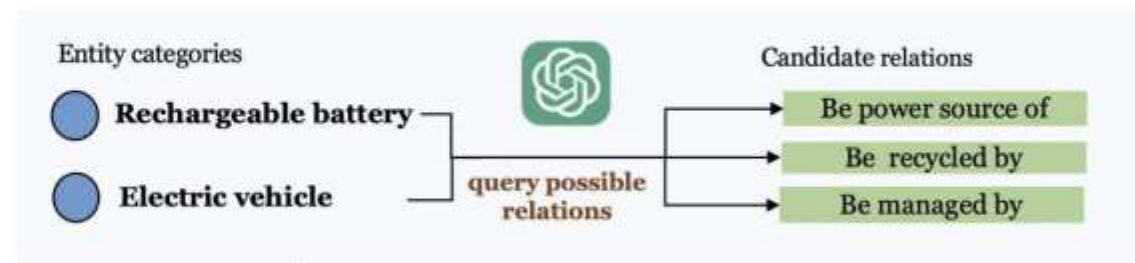 Entity categories
Rechargeable battery
Electric vehicle
query possible
relations
Candidate relations
Be power source of
Be recycled by
Be managed by